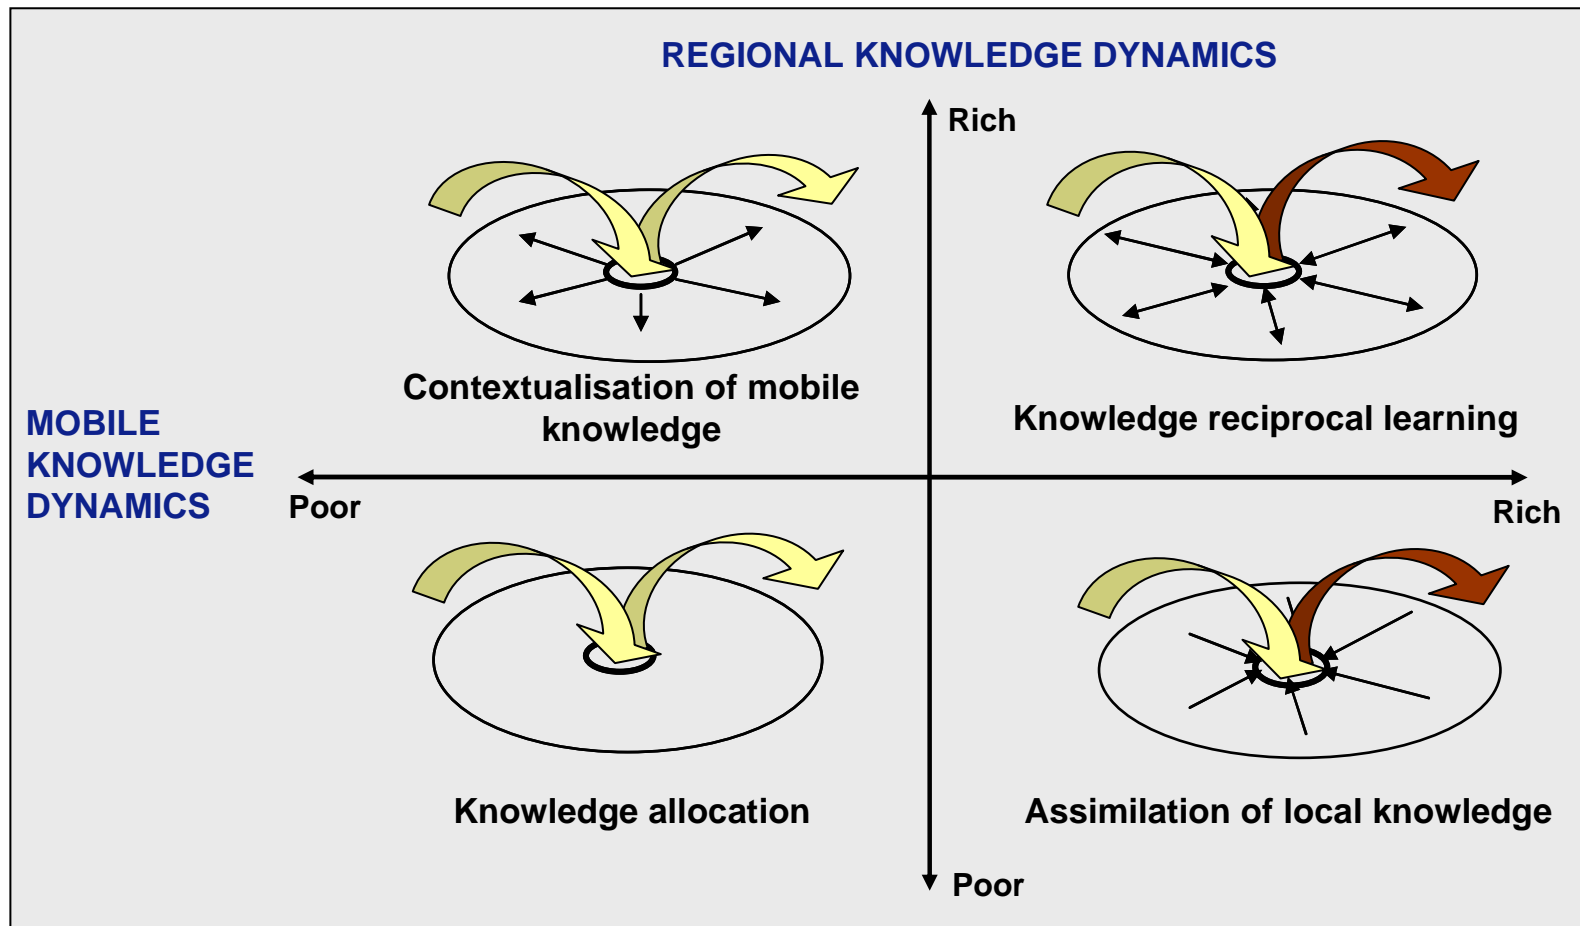 REGIONAL KNOWLEDGE DYNAMICS
Rich
Contextualisation of mobile
knowledge
Knowledge reciprocal learning
MOBILE
KNOWLEDGE
DYNAMICS
Poor
Rich
Knowledge allocation
Assimilation of local knowledge
Poor